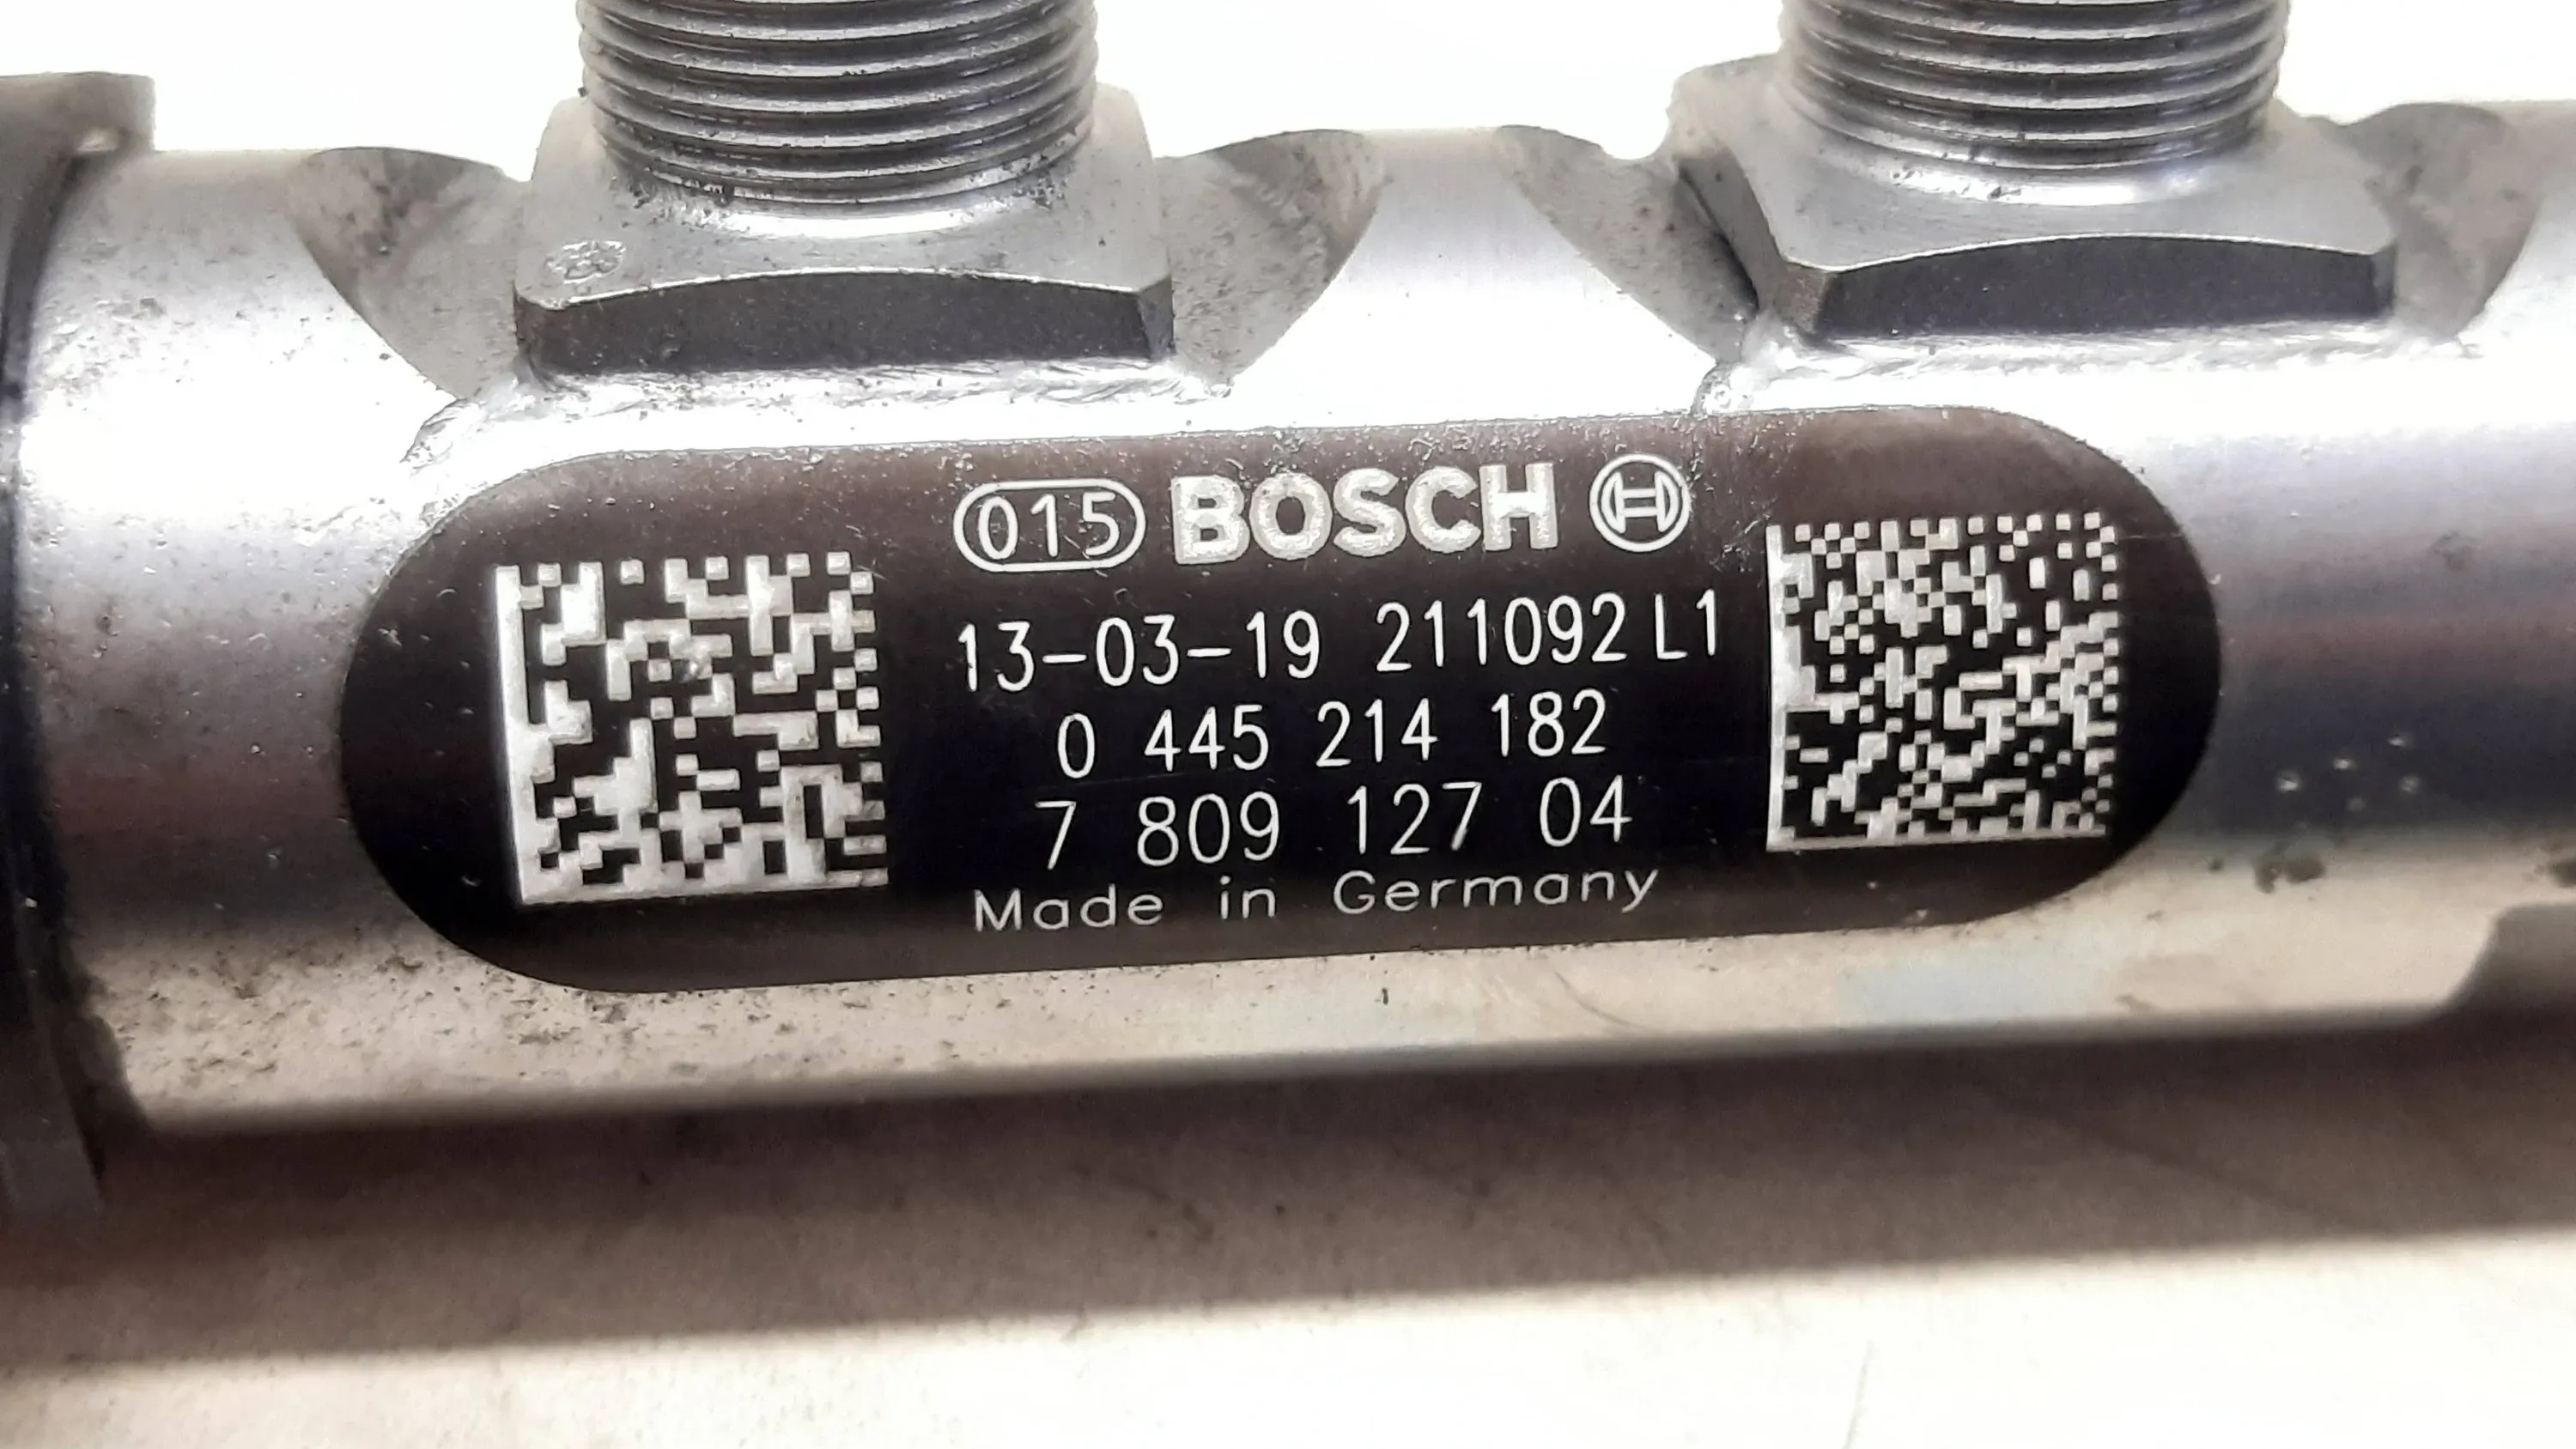 015 BOSCH
13-03-19 211092 L1
0 445 214 182
7 809 127 04
Made in Germany